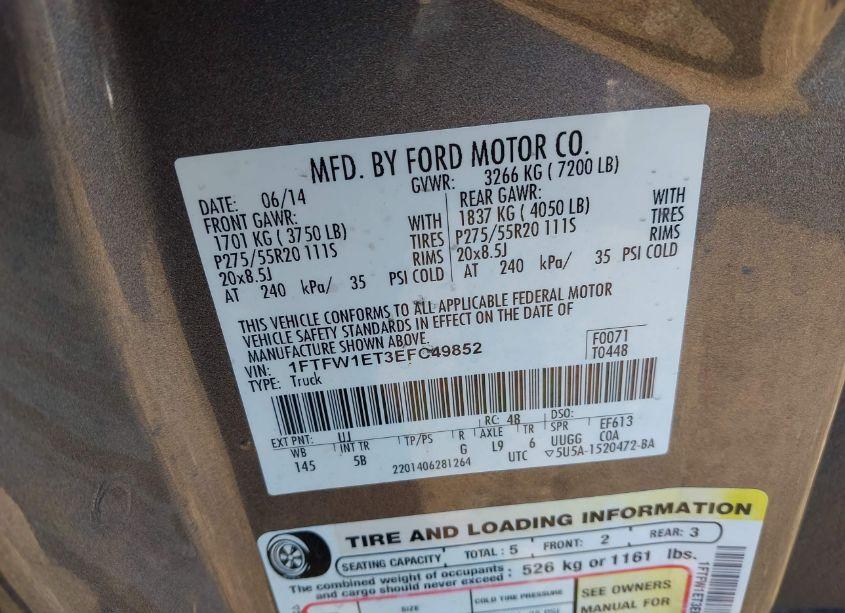 MFD. BY FORD MOTOR CO.
DATE: 06/14 GVWR: 3266 KG ( 7200 LB)
FRONT GAWR: REAR GAWR:
1701 KG ( 3750 LB) WITH 1837 KG ( 4050 LB) WITH
P275/55R20 111S TIRES P275/55R20 111S TIRES
20x8.5J RIMS 20x8.5J RIMS
AT 240 kPa/ 35 PSI COLD AT 240 kPa/ 35 PSI COLD
THIS VEHICLE CONFORMS TO ALL APPLICABLE FEDERAL MOTOR
VEHICLE SAFETY STANDARDS IN EFFECT ON THE DATE OF
MANUFACTURE SHOWN ABOVE.
VIN: 1FTFW1ET3EFC49852 F0071
TYPE: Truck T0448
EXT PNT: UJ RC: 48 DSO:
WB INT TR TP/PS R AXLE TR SPR EF613
145 5B G L9 6 UUGG COA
2201406281264 UTC ▽5U5A-1520472-BA
TIRE AND LOADING INFORMATION
SEATING CAPACITY TOTAL : 5 FRONT: 2 REAR: 3
The combined weight of occupants
and cargo should never exceed : 526 kg or 1161 lbs.
SIZE COLD TIRE PRESSURE SEE OWNERS
MANUAL FOR